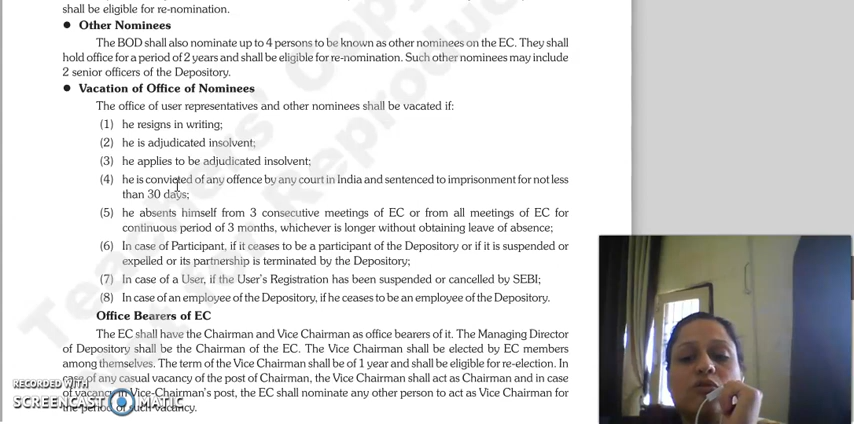 shall be eligible for re-nomination.
● Other Nominees
The BOD shall also nominate up to 4 persons to be known as other nominees on the EC. They shall
hold office for a period of 2 years and shall be eligible for re-nomination. Such other nominees may include
2 senior officers of the Depository.
● Vacation of Office of Nominees
The office of user representatives and other nominees shall be vacated if:
(1) he resigns in writing;
(2) he is adjudicated insolvent;
(3) he applies to be adjudicated insolvent;
(4) he is convicted of any offence by any court in India and sentenced to imprisonment for not less
than 30 days;
(5) he absents himself from 3 consecutive meetings of EC or from all meetings of EC for
continuous period of 3 months, whichever is longer without obtaining leave of absence;
(6) In case of Participant, if it ceases to be a participant of the Depository or if it is suspended or
expelled or its partnership is terminated by the Depository;
(7) In case of a User, if the User's Registration has been suspended or cancelled by SEBI;
(8) In case of an employee of the Depository, if he ceases to be an employee of the Depository.
Office Bearers of EC
The EC shall have the Chairman and Vice Chairman as office bearers of it. The Managing Director
of Depository shall be the Chairman of the EC. The Vice Chairman shall be elected by EC members
among themselves. The term of the Vice Chairman shall be of 1 year and shall be eligible for re-election. In
case of any casual vacancy of the post of Chairman, the Vice Chairman shall act as Chairman and in case
of vacancy in Vice-Chairman's post, the EC shall nominate any other person to act as Vice Chairman for
the period of such vacancy.
Teachers' Copy
Reproduc
RECORDED WITH
SCREENCAST MATIC